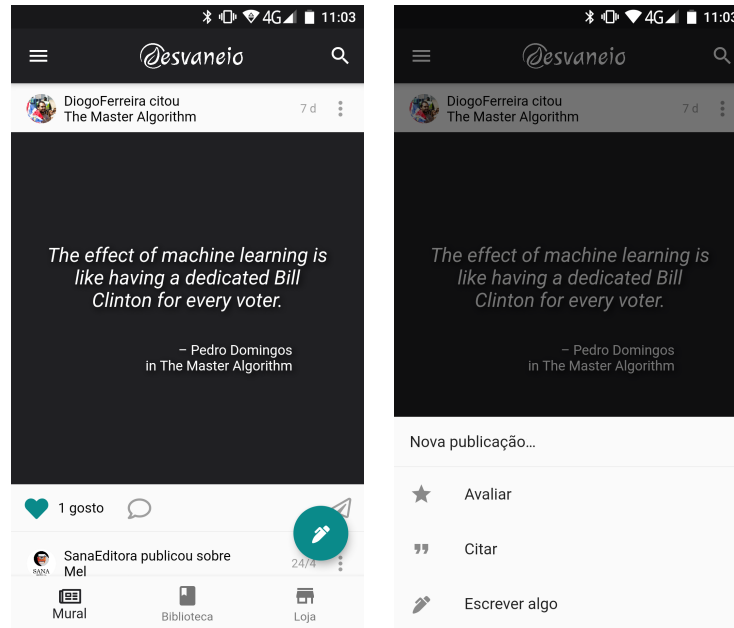 4G 11:03
Desvaneio
DiogoFerreira citou
The Master Algorithm
7 d
The effect of machine learning is
like having a dedicated Bill
Clinton for every voter.
– Pedro Domingos
in The Master Algorithm
1 gosto
SanaEditora publicou sobre
Mel
24/4
SANA
Mural
Biblioteca
Loja
4G 11:03
Desvaneio
DiogoFerreira citou
The Master Algorithm
7 d
The effect of machine learning is
like having a dedicated Bill
Clinton for every voter.
– Pedro Domingos
in The Master Algorithm
Nova publicação...
Avaliar
Citar
Escrever algo